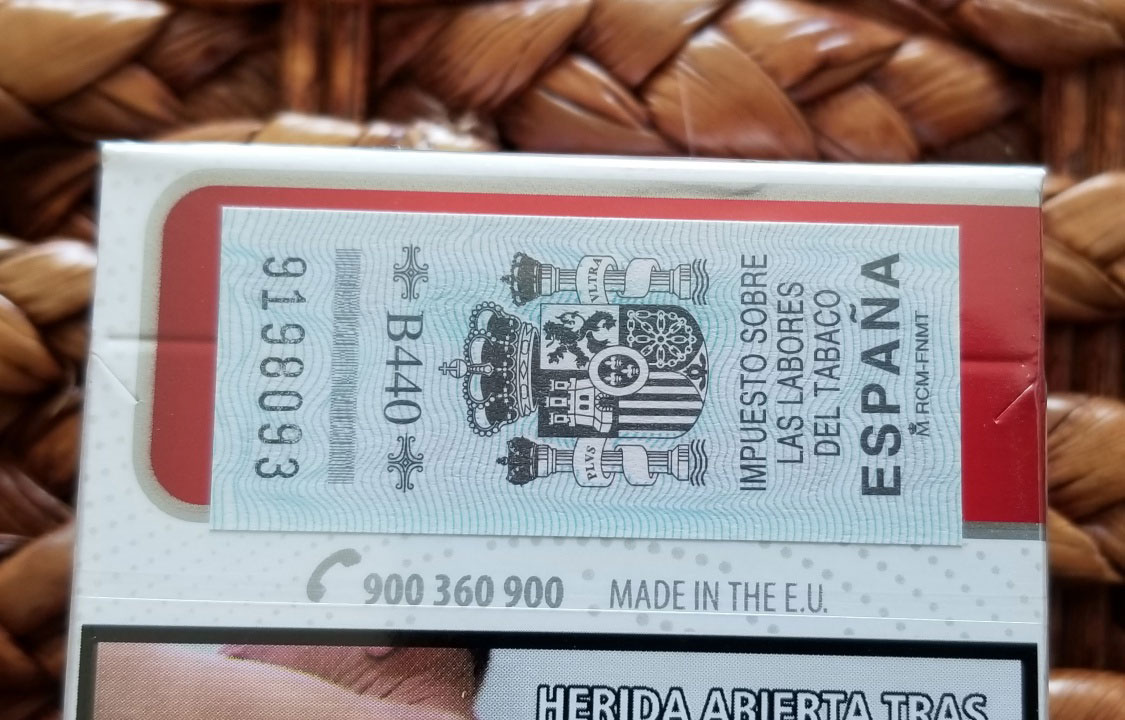 ESPAÑA
RCM-FNMT
IMPUESTO SOBRE
LAS LABORES
DEL TABACO
PLVS
VLTRA
B440
9198093
900 360 900 MADE IN THE E.U.
HERIDA ABIERTA TRAS